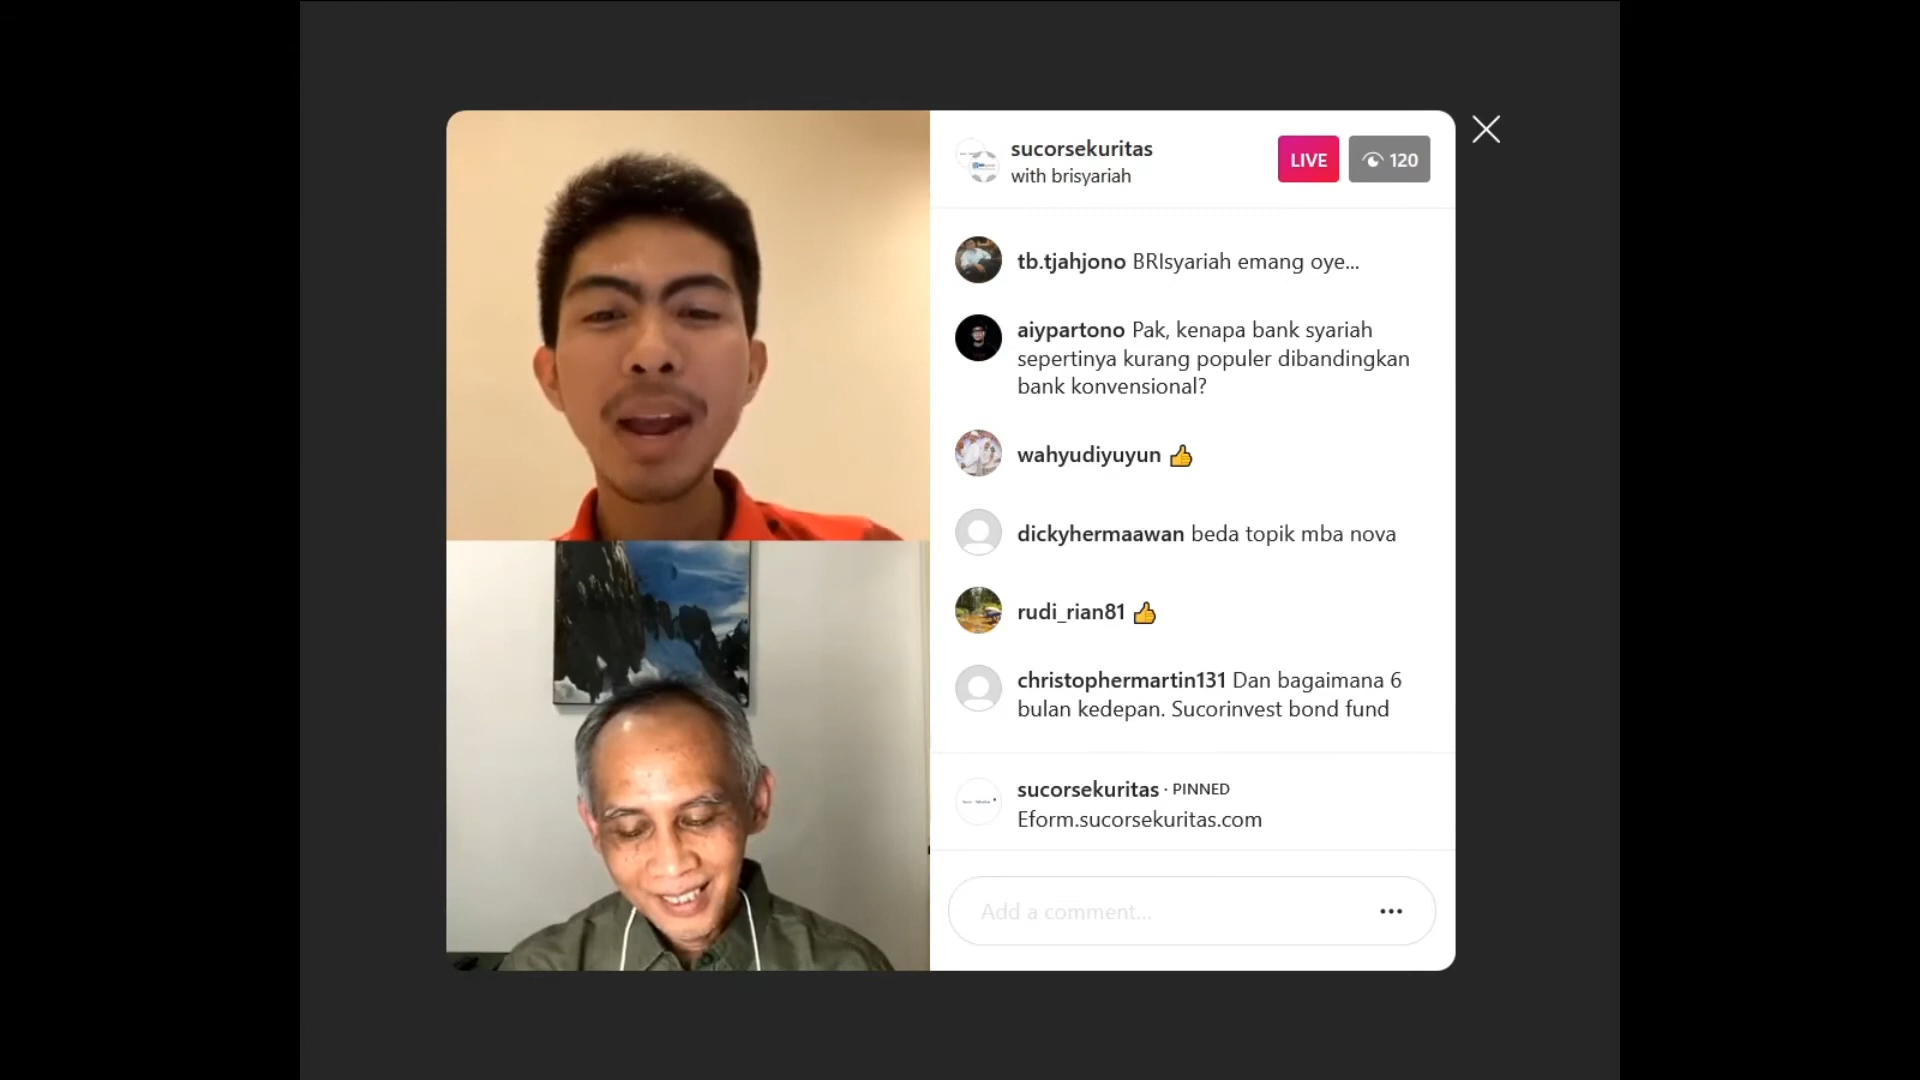 sucorsekuritas
with brisyariah
LIVE
120
tb.tjahjono BRIsyariah emang oye...
aiypartono Pak, kenapa bank syariah
sepertinya kurang populer dibandingkan
bank konvensional?
wahyudiyuyun 👍
dickyhermaawan beda topik mba nova
rudi_rian81 👍
christophermartin131 Dan bagaimana 6
bulan kedepan. Sucorinvest bond fund
sucorsekuritas · PINNED
Eform.sucorsekuritas.com
Add a comment...